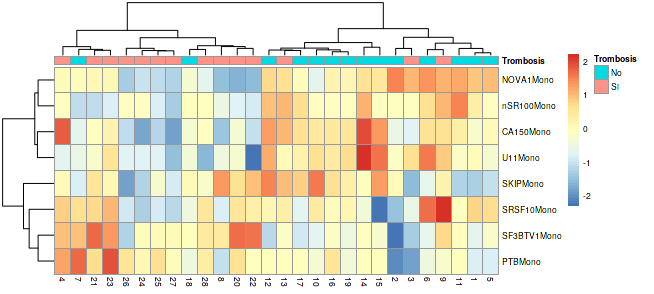 Trombosis
NOVA1Mono
nSR100Mono
CA150Mono
U11Mono
SKIPMono
SRSF10Mono
SF3BTV1Mono
PTBMono
4 7 21 23 26 24 25 27 18 28 8 20 22 12 13 17 10 16 19 14 15 2 3 6 9 11 1 5
2
1
0
-1
-2
Trombosis
No
SI